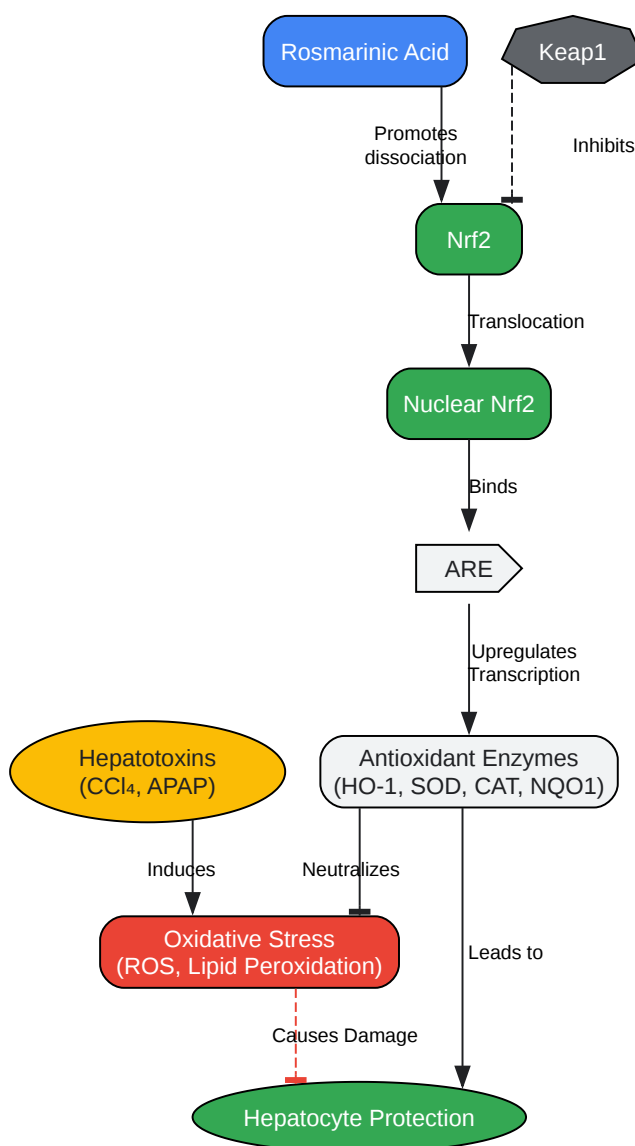 Rosmarinic Acid
Keap1
Promotes
dissociation
Inhibits
Nrf2
Translocation
Nuclear Nrf2
Binds
ARE
Upregulates
Transcription
Hepatotoxins
(CCl₄, APAP)
Antioxidant Enzymes
(HO-1, SOD, CAT, NQO1)
Induces
Neutralizes
Oxidative Stress
(ROS, Lipid Peroxidation)
Leads to
Causes Damage
Hepatocyte Protection